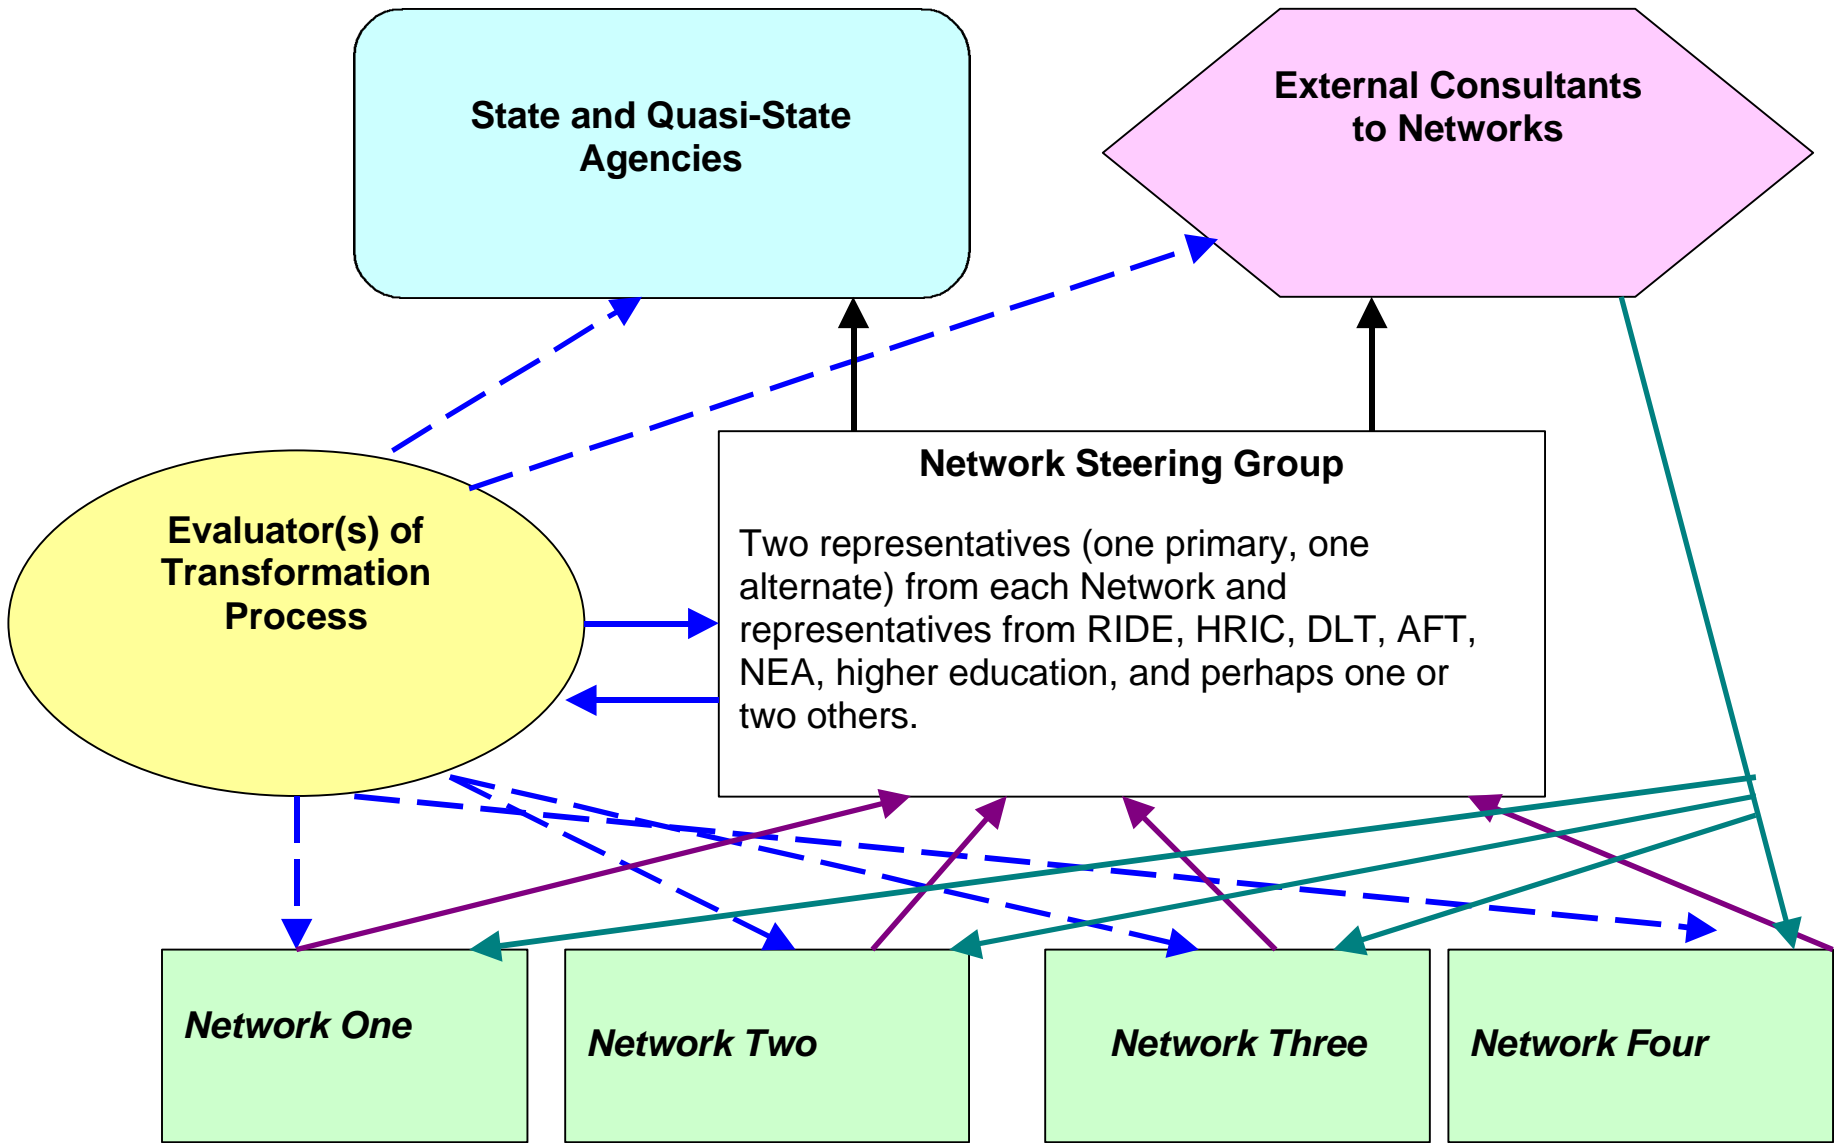 State and Quasi-State
Agencies
External Consultants
to Networks
Evaluator(s) of
Transformation
Process
Network Steering Group
Two representatives (one primary, one
alternate) from each Network and
representatives from RIDE, HRIC, DLT, AFT,
NEA, higher education, and perhaps one or
two others.
Network One
Network Two
Network Three
Network Four